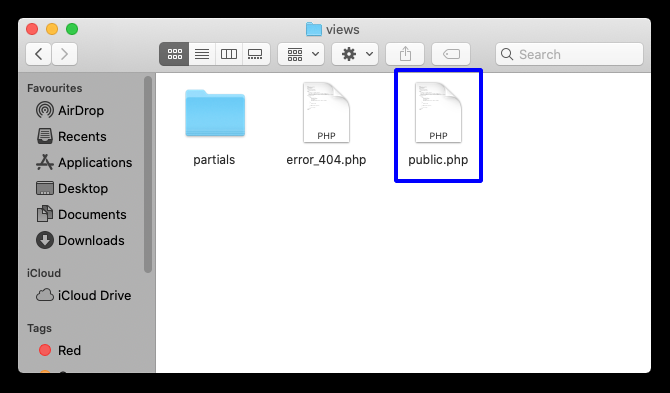 views
Search
Favourites
AirDrop
Recents
Applications
Desktop
Documents
Downloads
iCloud
iCloud Drive
Tags
Red
PHP
PHP
partials
error_404.php
public.php